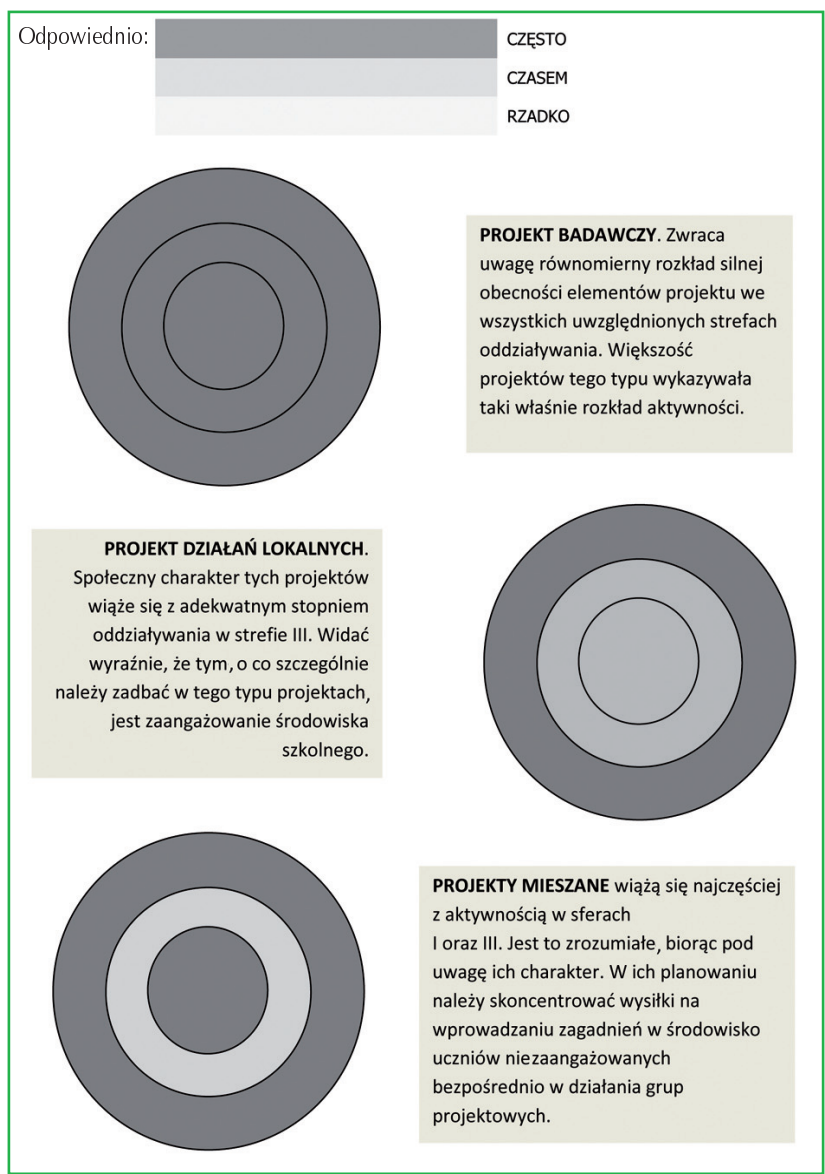 Odpowiednio:
CZĘSTO
CZASEM
RZADKO
PROJEKT BADAWCZY. Zwraca
uwagę równomierny rozkład silnej
obecności elementów projektu we
wszystkich uwzględnionych strefach
oddziaływania. Większość
projektów tego typu wykazywała
taki właśnie rozkład aktywności.
PROJEKT DZIAŁAŃ LOKALNYCH.
Społeczny charakter tych projektów
wiąże się z adekwatnym stopniem
oddziaływania w strefie III. Widać
wyraźnie, że tym, o co szczególnie
należy zadbać w tego typu projektach,
jest zaangażowanie środowiska
szkolnego.
PROJEKTY MIESZANE wiążą się najczęściej
z aktywnością w sferach
I oraz III. Jest to zrozumiałe, biorąc pod
uwagę ich charakter. W ich planowaniu
należy skoncentrować wysiłki na
wprowadzaniu zagadnień w środowisko
uczniów niezaangażowanych
bezpośrednio w działania grup
projektowych.